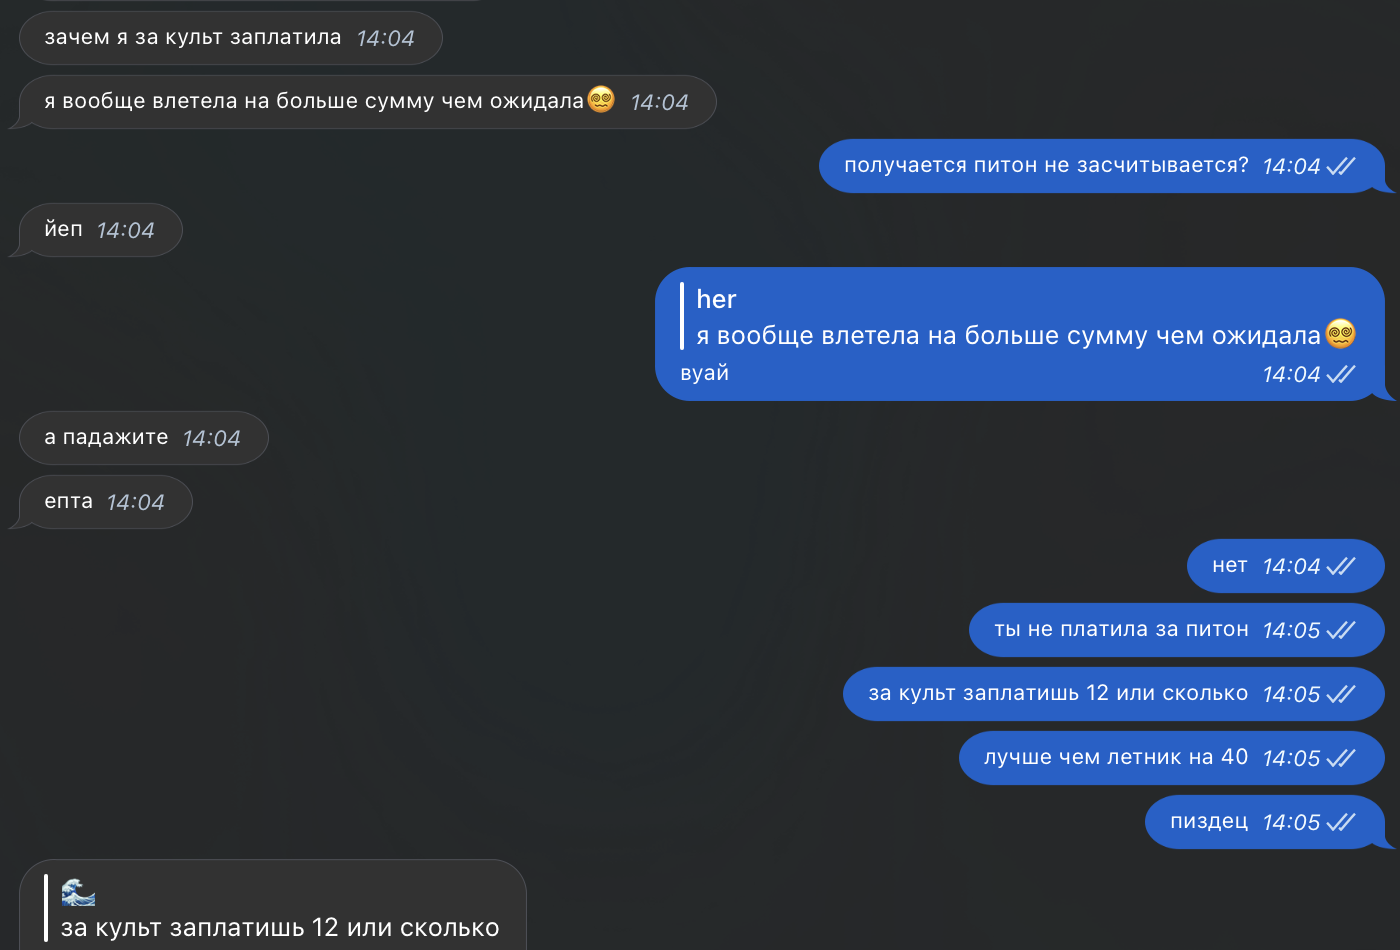 зачем я за культ заплатила 14:04
я вообще влетела на больше сумму чем ожидала😵‍💫 14:04
получается питон не засчитывается? 14:04
йеп 14:04
her
я вообще влетела на больше сумму чем ожидала😵‍💫
вуай 14:04
а падажите 14:04
епта 14:04
нет 14:04
ты не платила за питон 14:05
за культ заплатишь 12 или сколько 14:05
лучше чем летник на 40 14:05
пиздец 14:05
🌊
за культ заплатишь 12 или сколько